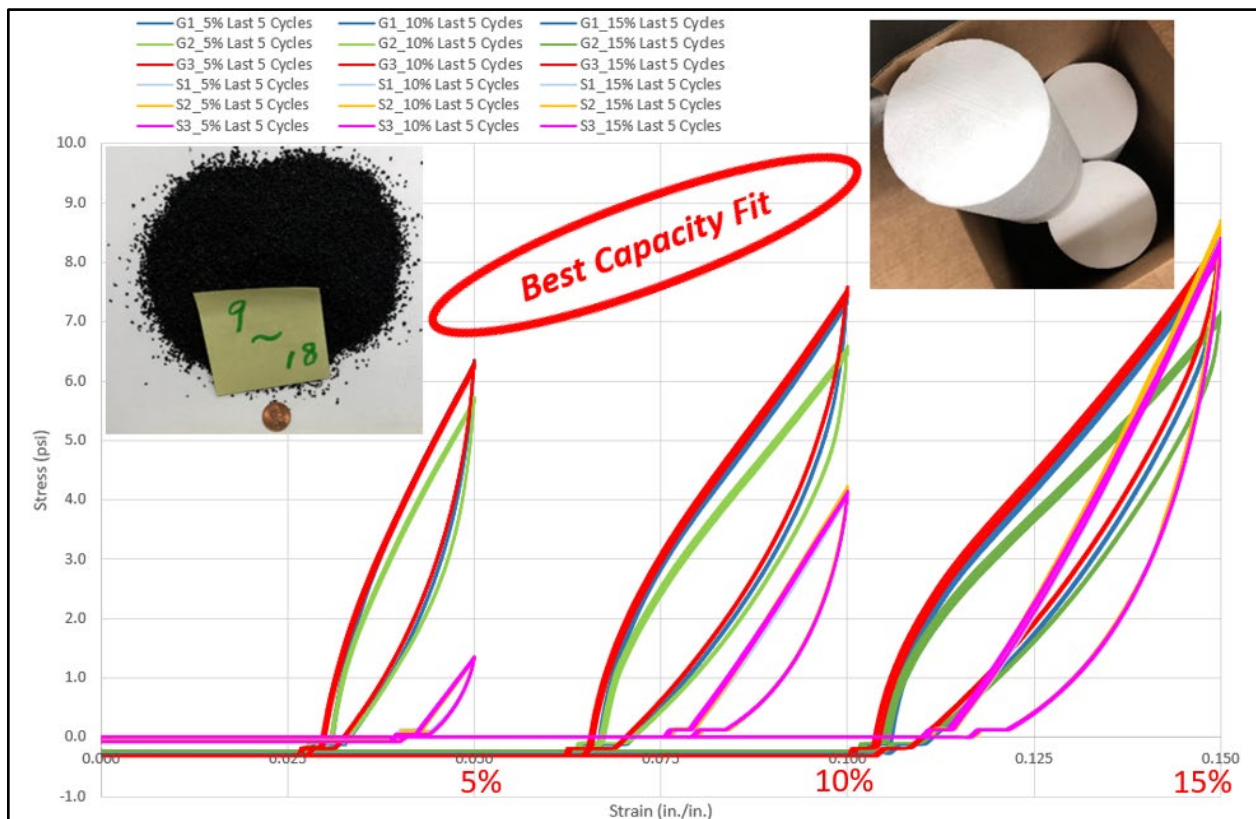 G1_5% Last 5 Cycles G1_10% Last 5 Cycles G1_15% Last 5 Cycles
G2_5% Last 5 Cycles G2_10% Last 5 Cycles G2_15% Last 5 Cycles
G3_5% Last 5 Cycles G3_10% Last 5 Cycles G3_15% Last 5 Cycles
S1_5% Last 5 Cycles S1_10% Last 5 Cycles S1_15% Last 5 Cycles
S2_5% Last 5 Cycles S2_10% Last 5 Cycles S2_15% Last 5 Cycles
S3_5% Last 5 Cycles S3_10% Last 5 Cycles S3_15% Last 5 Cycles
10.0
9.0
8.0
7.0
6.0
5.0
4.0
3.0
2.0
1.0
0.0
-1.0
Stress (psi)
9
~
18
Best Capacity Fit
0.000 0.025 0.050 0.075 0.100 0.125 0.150
5% 10% 15%
Strain (in./in.)